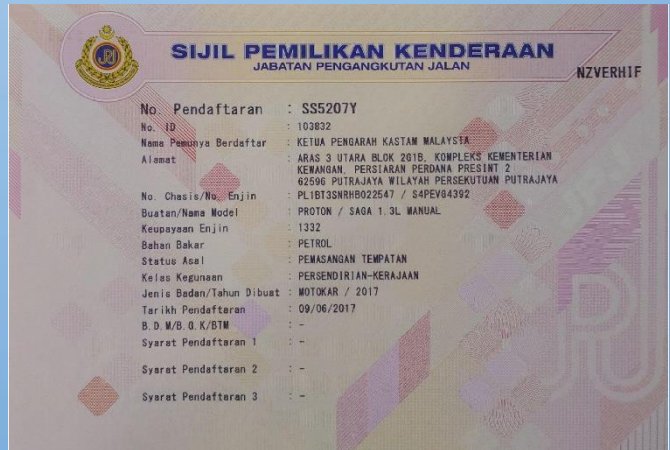 SIJIL PEMILIKAN KENDERAAN
JABATAN PENGANGKUTAN JALAN
NZVERHIF
No. Pendaftaran : SS5207Y
No. ID : 103832
Nama Pemunya Berdaftar : KETUA PENGARAH KASTAM MALAYSIA
Alamat : ARAS 3 UTARA BLOK 2G1B, KOMPLEKS KEMENTERIAN
KEWANGAN, PERSIARAN PERDANA PRESINT 2
62596 PUTRAJAYA WILAYAH PERSEKUTUAN PUTRAJAYA
No. Chasis/No. Enjin : PL1BT3SNRHB022547 / S4PEVG4392
Buatan/Nama Model : PROTON / SAGA 1.3L MANUAL
Keupayaan Enjin : 1332
Bahan Bakar : PETROL
Status Asal : PEMASANGAN TEMPATAN
Kelas Kegunaan : PERSENDIRIAN-KERAJAAN
Jenis Badan/Tahun Dibuat : MOTOKAR / 2017
Tarikh Pendaftaran : 09/06/2017
B.D.M/B.G.K/BTM : -
Syarat Pendaftaran 1 : -
Syarat Pendaftaran 2 : -
Syarat Pendaftaran 3 : -